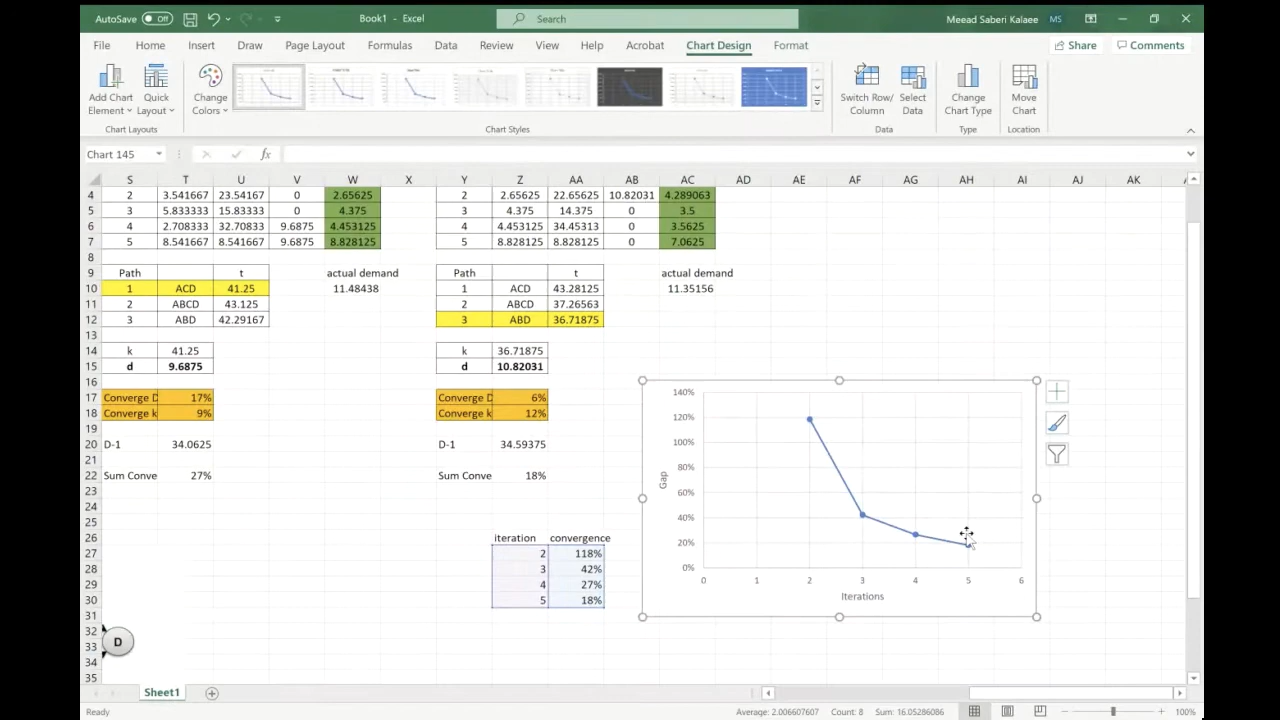 AutoSave Off Book1 - Excel Search Meead Saberi Kalaee MS
File Home Insert Draw Page Layout Formulas Data Review View Help Acrobat Chart Design Format Share Comments
Add Chart Element Quick Layout Change Colors Switch Row/ Column Select Data Change Chart Type Move Chart
Chart Layouts Chart Styles Data Type Location
Chart 145 fx
S T U V W X Y Z AA AB AC AD AE AF AG AH AI AJ AK
4 2 3.541667 23.54167 0 2.65625 2 2.65625 22.65625 10.82031 4.289063
5 3 5.833333 15.83333 0 4.375 3 4.375 14.375 0 3.5
6 4 2.708333 32.70833 9.6875 4.453125 4 4.453125 34.45313 0 3.5625
7 5 8.541667 8.541667 9.6875 8.828125 5 8.828125 8.828125 0 7.0625
8
9 Path t actual demand Path t actual demand
10 1 ACD 41.25 11.48438 1 ACD 43.28125 11.35156
11 2 ABCD 43.125 2 ABCD 37.26563
12 3 ABD 42.29167 3 ABD 36.71875
13
14 k 41.25 k 36.71875
15 d 9.6875 d 10.82031
16
17 Converge D 17% Converge D 6%
18 Converge k 9% Converge k 12%
19
20 D-1 34.0625 D-1 34.59375
21
22 Sum Conve 27% Sum Conve 18%
23
24
25
26 iteration convergence
27 2 118%
28 3 42%
29 4 27%
30 5 18%
31
32
33
34
35
D
140%
120%
100%
80%
60%
40%
20%
0%
Gap
0 1 2 3 4 5 6
Iterations
Sheet1
Ready Average: 2.006607607 Count: 8 Sum: 16.05286086 100%